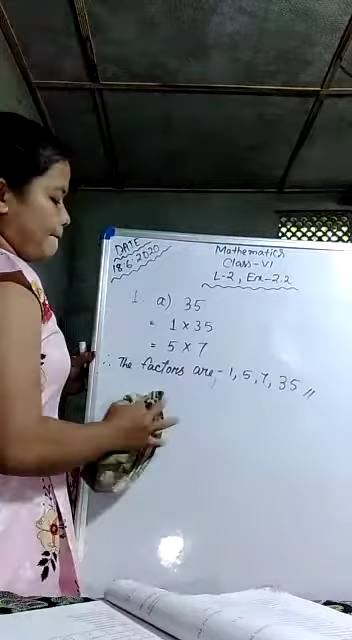 DATE
18.6.2020
Mathematics
Class-VI
L-2, Ex-2.2
1. a) 35
= 1 × 35
= 5 × 7
∴ The factors are - 1, 5, 7, 35 //